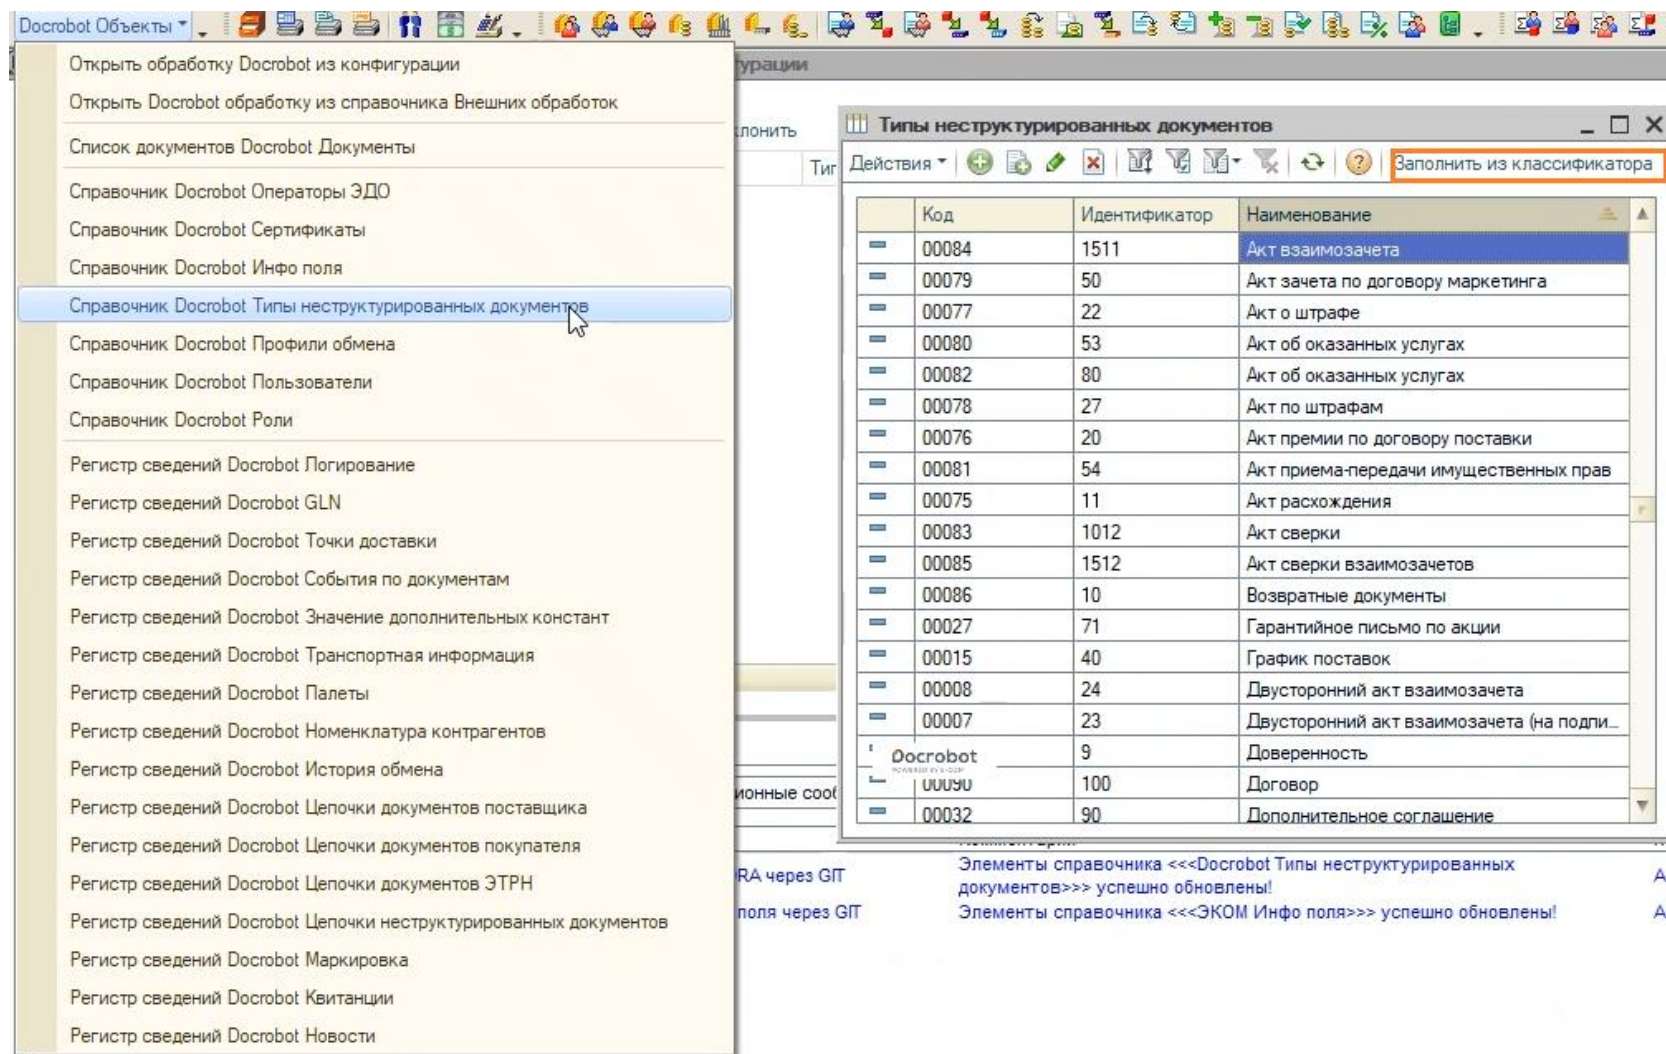 Docrobot Объекты
Открыть обработку Docrobot из конфигурации
Открыть Docrobot обработку из справочника Внешних обработок
Список документов Docrobot Документы
Справочник Docrobot Операторы ЭДО
Справочник Docrobot Сертификаты
Справочник Docrobot Инфо поля
Справочник Docrobot Типы неструктурированных документов
Справочник Docrobot Профили обмена
Справочник Docrobot Пользователи
Справочник Docrobot Роли
Регистр сведений Docrobot Логирование
Регистр сведений Docrobot GLN
Регистр сведений Docrobot Точки доставки
Регистр сведений Docrobot События по документам
Регистр сведений Docrobot Значение дополнительных констант
Регистр сведений Docrobot Транспортная информация
Регистр сведений Docrobot Палеты
Регистр сведений Docrobot Номенклатура контрагентов
Регистр сведений Docrobot История обмена
Регистр сведений Docrobot Цепочки документов поставщика
Регистр сведений Docrobot Цепочки документов покупателя
Регистр сведений Docrobot Цепочки документов ЭТРН
Регистр сведений Docrobot Цепочки неструктурированных документов
Регистр сведений Docrobot Маркировка
Регистр сведений Docrobot Квитанции
Регистр сведений Docrobot Новости
урации
клонить
Тип
Типы неструктурированных документов
Действия Заполнить из классификатора
Код Идентификатор Наименование
00084 1511 Акт взаимозачета
00079 50 Акт зачета по договору маркетинга
00077 22 Акт о штрафе
00080 53 Акт об оказанных услугах
00082 80 Акт об оказанных услугах
00078 27 Акт по штрафам
00076 20 Акт премии по договору поставки
00081 54 Акт приема-передачи имущественных прав
00075 11 Акт расхождения
00083 1012 Акт сверки
00085 1512 Акт сверки взаимозачетов
00086 10 Возвратные документы
00027 71 Гарантийное письмо по акции
00015 40 График поставок
00008 24 Двусторонний акт взаимозачета
00007 23 Двусторонний акт взаимозачета (на подпи...
Docrobot 9 Доверенность
00090 100 Договор
00032 90 Дополнительное соглашение
ионные сооб
RA через GIT Элементы справочника <<<Docrobot Типы неструктурированных
документов>>> успешно обновлены!
поля через GIT Элементы справочника <<<ЭКОМ Инфо поля>>> успешно обновлены!